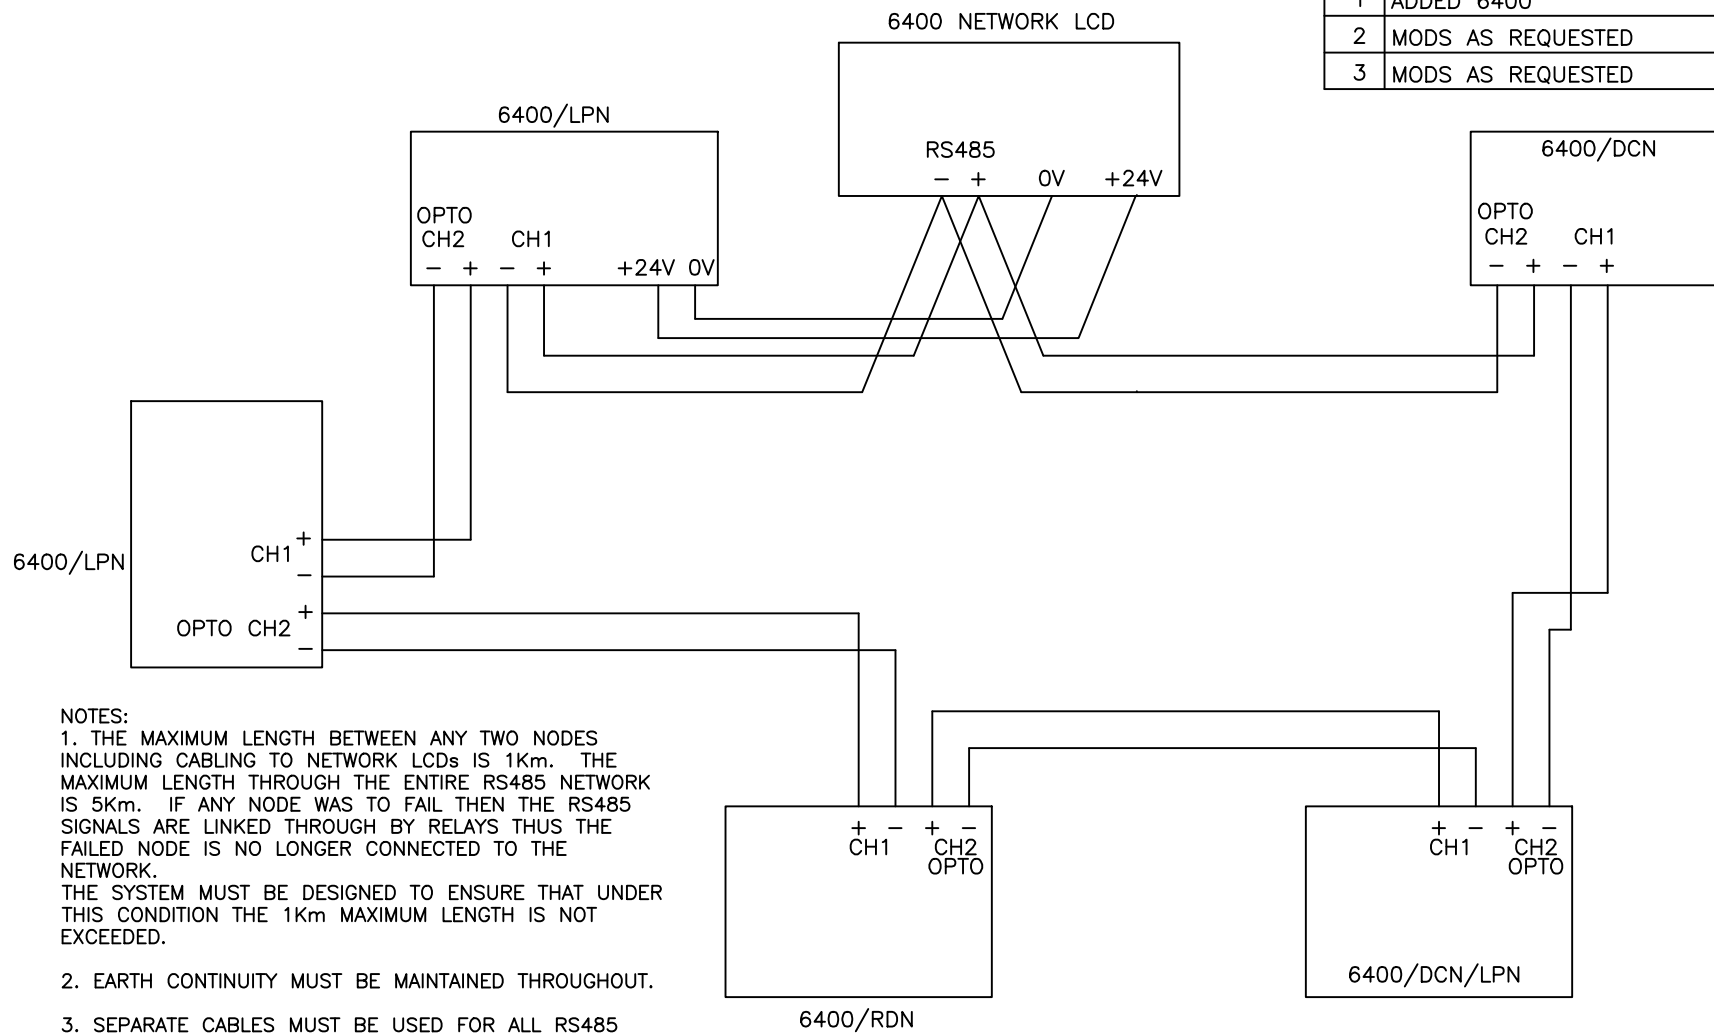 6400 NETWORK LCD
1 ADDED 6400
2 MODS AS REQUESTED
3 MODS AS REQUESTED
6400/LPN
OPTO
CH2 CH1
- + - + +24V 0V
RS485
- + 0V +24V
6400/DCN
OPTO
CH2 CH1
- + - +
6400/LPN
CH1
+
-
OPTO CH2
+
-
NOTES:
1. THE MAXIMUM LENGTH BETWEEN ANY TWO NODES
INCLUDING CABLING TO NETWORK LCDs IS 1Km. THE
MAXIMUM LENGTH THROUGH THE ENTIRE RS485 NETWORK
IS 5Km. IF ANY NODE WAS TO FAIL THEN THE RS485
SIGNALS ARE LINKED THROUGH BY RELAYS THUS THE
FAILED NODE IS NO LONGER CONNECTED TO THE
NETWORK.
THE SYSTEM MUST BE DESIGNED TO ENSURE THAT UNDER
THIS CONDITION THE 1Km MAXIMUM LENGTH IS NOT
EXCEEDED.
2. EARTH CONTINUITY MUST BE MAINTAINED THROUGHOUT.
3. SEPARATE CABLES MUST BE USED FOR ALL RS485
+ - + -
CH1 CH2
OPTO
6400/RDN
+ - + -
CH1 CH2
OPTO
6400/DCN/LPN